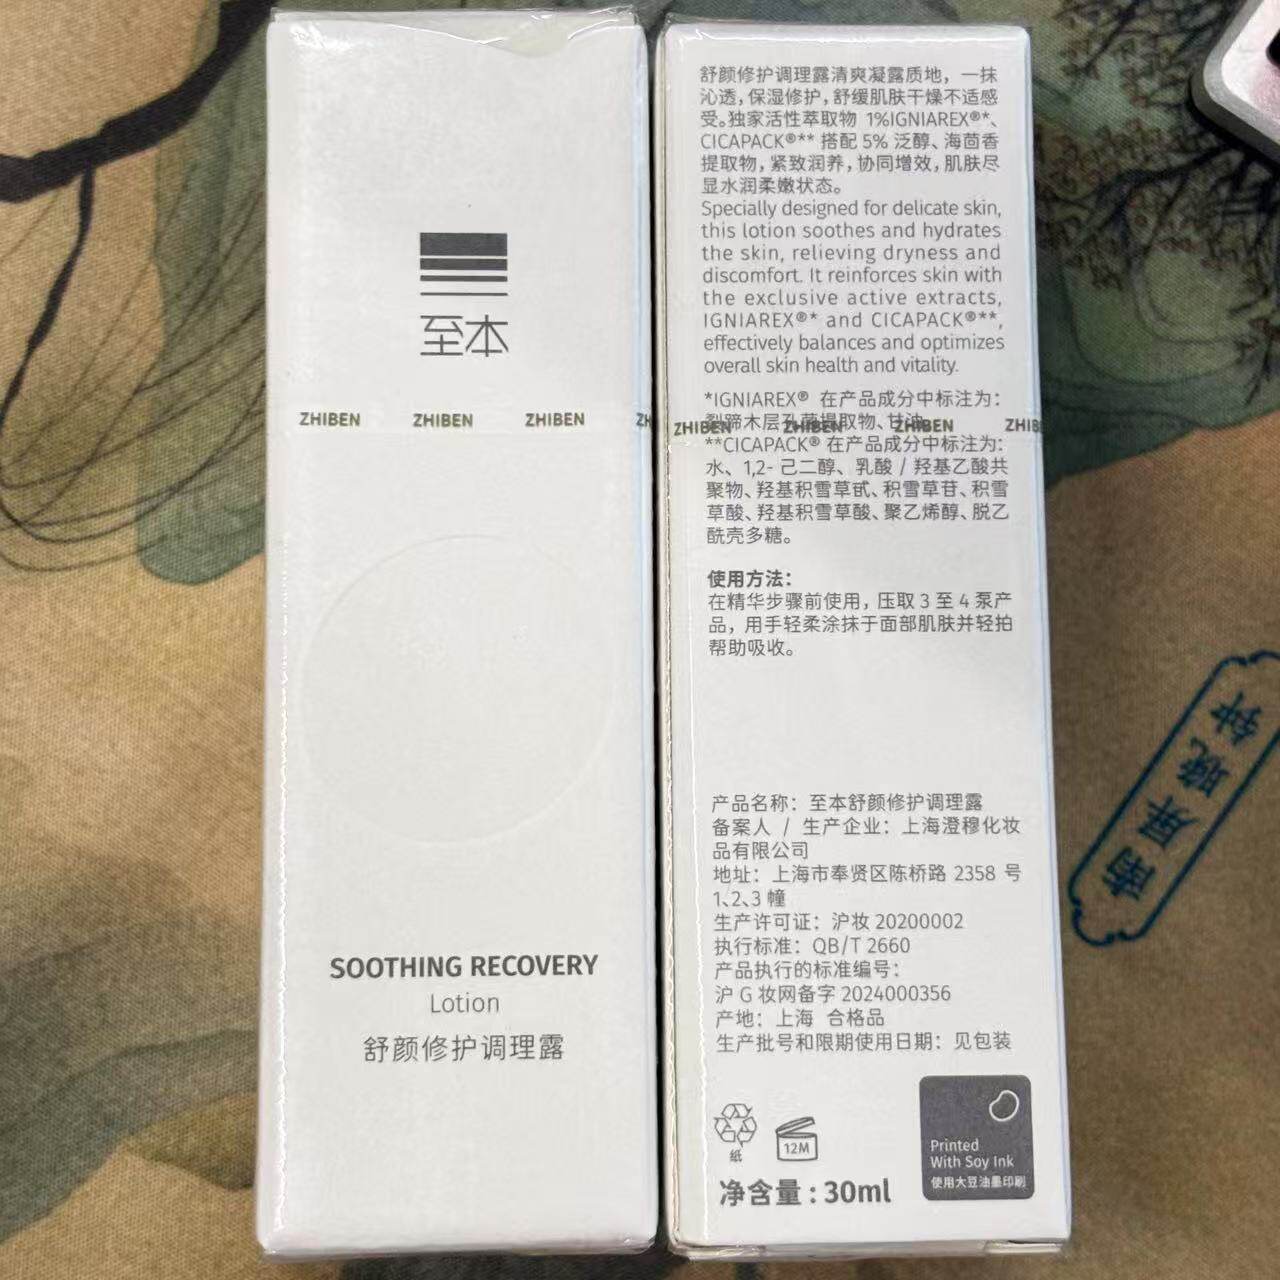 至本
ZHIBEN ZHIBEN ZHIBEN ZH
SOOTHING RECOVERY
Lotion
舒颜修护调理露
舒颜修护调理露清爽凝露质地，一抹
沁透，保湿修护，舒缓肌肤干燥不适感
受。独家活性萃取物 1%IGNIAREX®*、
CICAPACK®** 搭配 5% 泛醇、海茴香
提取物，紧致润养，协同增效，肌肤尽
显水润柔嫩状态。
Specially designed for delicate skin,
this lotion soothes and hydrates
the skin, relieving dryness and
discomfort. It reinforces skin with
the exclusive active extracts,
IGNIAREX®* and CICAPACK®**,
effectively balances and optimizes
overall skin health and vitality.
*IGNIAREX® 在产品成分中标注为：
裂蹄木层孔菌提取物、甘油
ZHIBEN ZHIBEN ZHIBEN ZHIB
**CICAPACK® 在产品成分中标注为：
水、1,2- 己二醇、乳酸 / 羟基乙酸共
聚物、羟基积雪草甙、积雪草苷、积雪
草酸、羟基积雪草酸、聚乙烯醇、脱乙
酰壳多糖。
使用方法：
在精华步骤前使用，压取 3 至 4 泵产
品，用手轻柔涂抹于面部肌肤并轻拍
帮助吸收。
产品名称：至本舒颜修护调理露
备案人 / 生产企业：上海澄穆化妆
品有限公司
地址：上海市奉贤区陈桥路 2358 号
1、2、3 幢
生产许可证：沪妆 20200002
执行标准：QB/T 2660
产品执行的标准编号：
沪 G 妆网备字 2024000356
产地：上海 合格品
生产批号和限期使用日期：见包装
纸
12M
Printed
With Soy Ink
使用大豆油墨印刷
净含量：30ml
南屏晚钟